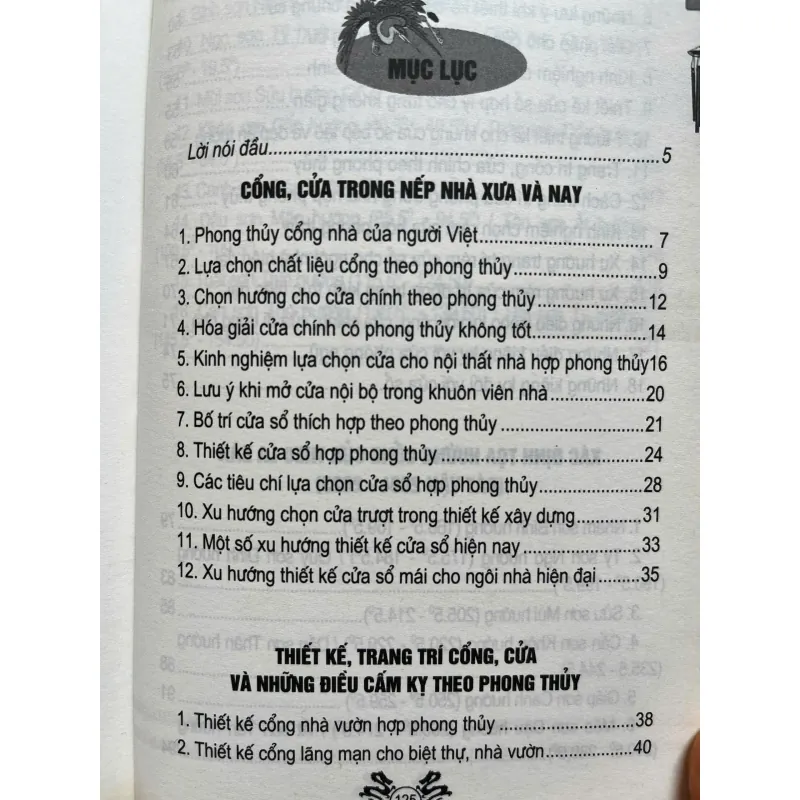 MỤC LỤC
Lời nói đầu....................................................................5
CỔNG, CỬA TRONG NẾP NHÀ XƯA VÀ NAY
1. Phong thủy cổng nhà của người Việt..............................7
2. Lựa chọn chất liệu cổng theo phong thủy.........................9
3. Chọn hướng cho cửa chính theo phong thủy...................12
4. Hóa giải cửa chính có phong thủy không tốt...................14
5. Kinh nghiệm lựa chọn cửa cho nội thất nhà hợp phong thủy16
6. Lưu ý khi mở cửa nội bộ trong khuôn viên nhà................20
7. Bố trí cửa sổ thích hợp theo phong thủy........................21
8. Thiết kế cửa sổ hợp phong thủy...................................24
9. Các tiêu chí lựa chọn cửa sổ hợp phong thủy..................28
10. Xu hướng chọn cửa trượt trong thiết kế xây dựng...........31
11. Một số xu hướng thiết kế cửa sổ hiện nay.....................33
12. Xu hướng thiết kế cửa sổ mái cho ngôi nhà hiện đại.......35
THIẾT KẾ, TRANG TRÍ CỔNG, CỬA
VÀ NHỮNG ĐIỀU CẤM KỴ THEO PHONG THỦY
1. Thiết kế cổng nhà vườn hợp phong thủy........................38
2. Thiết kế cổng lãng mạn cho biệt thự, nhà vườn...............40
125